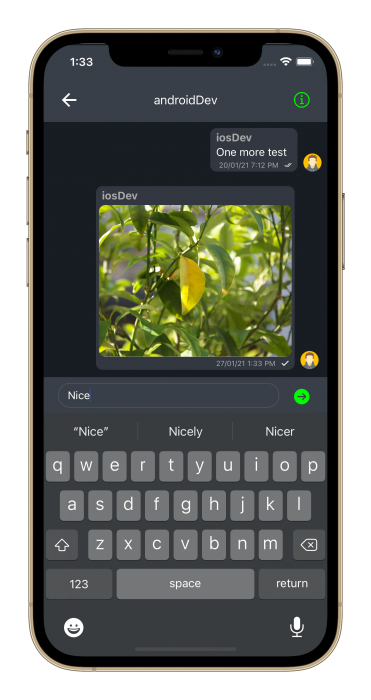 1:33
androidDev
iosDev
One more test
20/01/21 7:12 PM
iosDev
27/01/21 1:33 PM
Nice
“Nice” Nicely Nicer
q w e r t y u i o p
a s d f g h j k l
z x c v b n m
123 space return